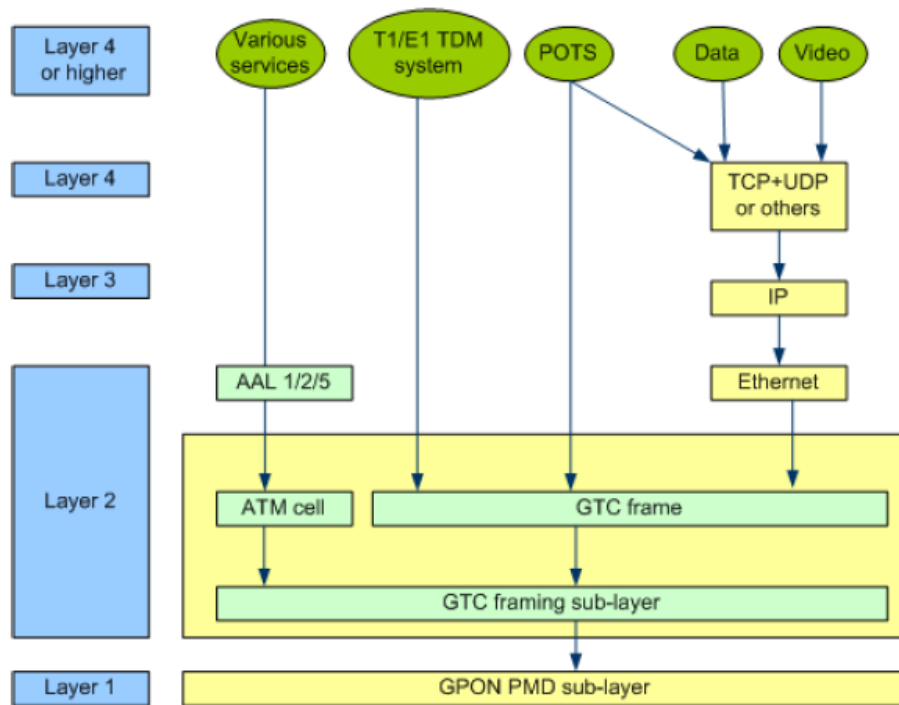 Layer 4
or higher
Various
services
T1/E1 TDM
system
POTS
Data
Video
Layer 4
TCP+UDP
or others
Layer 3
IP
AAL 1/2/5
Ethernet
Layer 2
ATM cell
GTC frame
GTC framing sub-layer
Layer 1
GPON PMD sub-layer